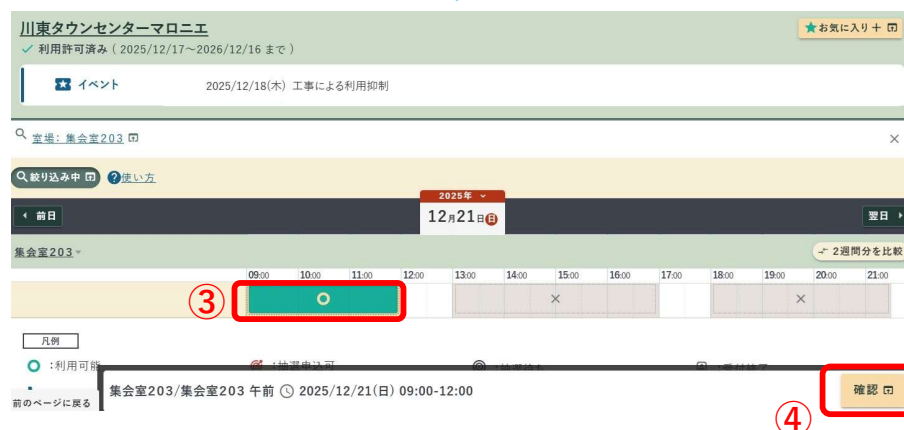 川東タウンセンターマロニエ
★お気に入り＋
✓ 利用許可済み ( 2025/12/17～2026/12/16 まで )
イベント 2025/12/18(木) 工事による利用抑制
室場: 集会室203 ×
絞り込み中 ?使い方
2025年
前日 12月21日日 翌日
集会室203 2週間分を比較
09:00 10:00 11:00 12:00 13:00 14:00 15:00 16:00 17:00 18:00 19:00 20:00 21:00
③ ○ × ×
凡例
○ :利用可能 :抽選申込可
集会室203/集会室203 午前 2025/12/21(日) 09:00-12:00 確認
前のページに戻る
④